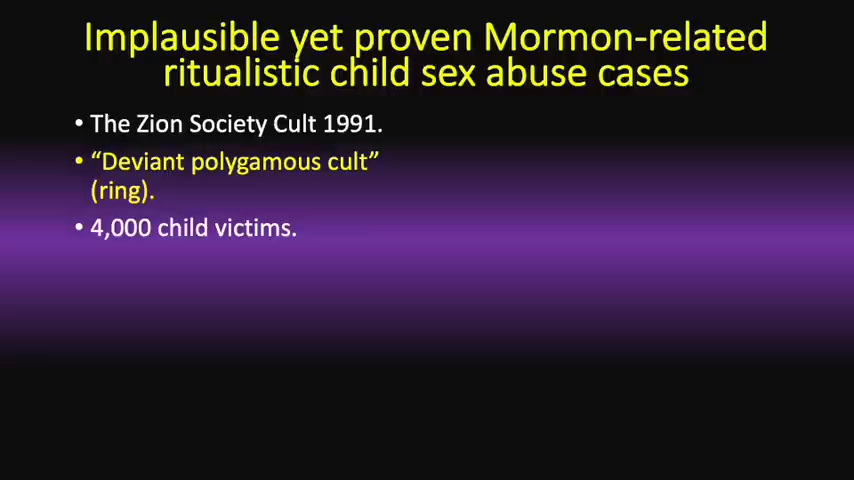 Implausible yet proven Mormon-related
ritualistic child sex abuse cases
• The Zion Society Cult 1991.
• “Deviant polygamous cult”
(ring).
• 4,000 child victims.